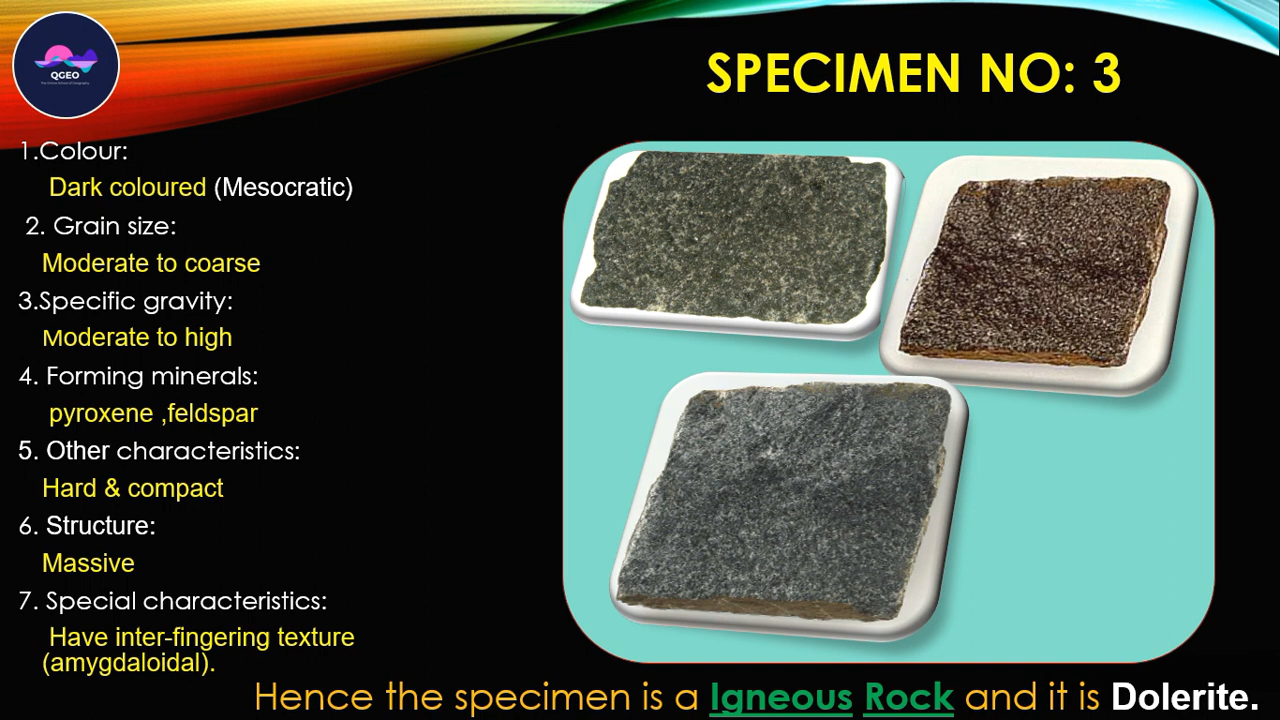 QGEO
SPECIMEN NO: 3
1.Colour:
Dark coloured (Mesocratic)
2. Grain size:
Moderate to coarse
3.Specific gravity:
Moderate to high
4. Forming minerals:
pyroxene ,feldspar
5. Other characteristics:
Hard & compact
6. Structure:
Massive
7. Special characteristics:
Have inter-fingering texture
(amygdaloidal).
Hence the specimen is a Igneous Rock and it is Dolerite.